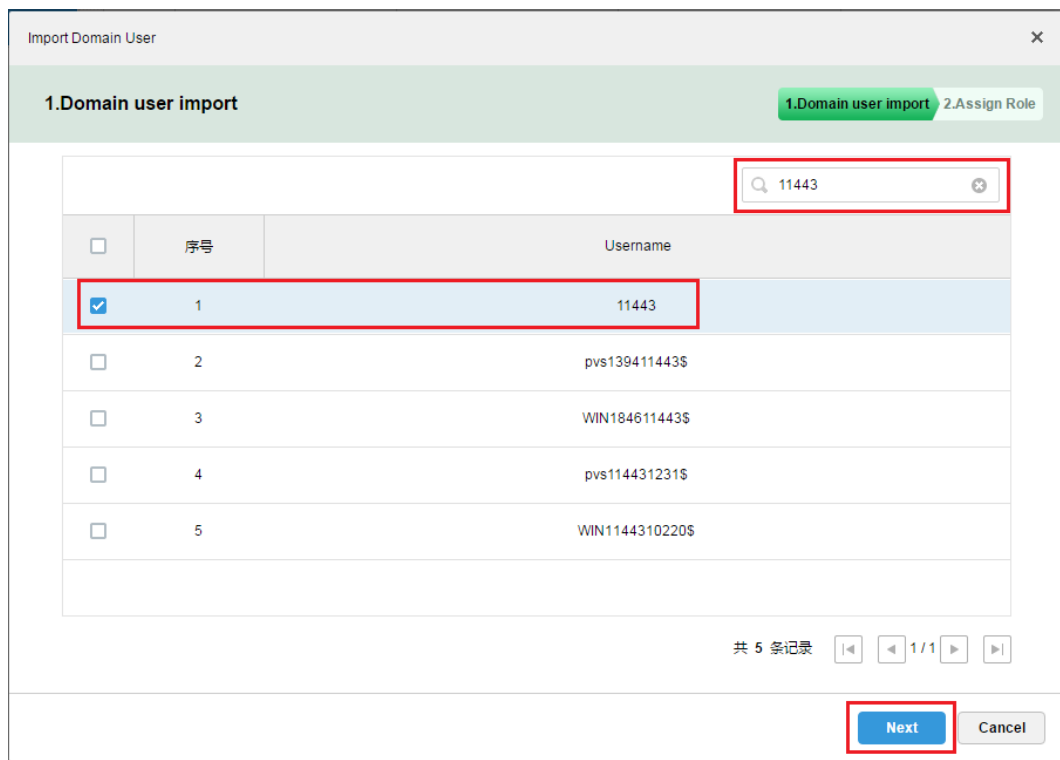 Import Domain User
1.Domain user import
1.Domain user import 2.Assign Role
11443
序号 Username
1 11443
2 pvs139411443$
3 WIN184611443$
4 pvs114431231$
5 WIN1144310220$
共 5 条记录 1 / 1
Next Cancel